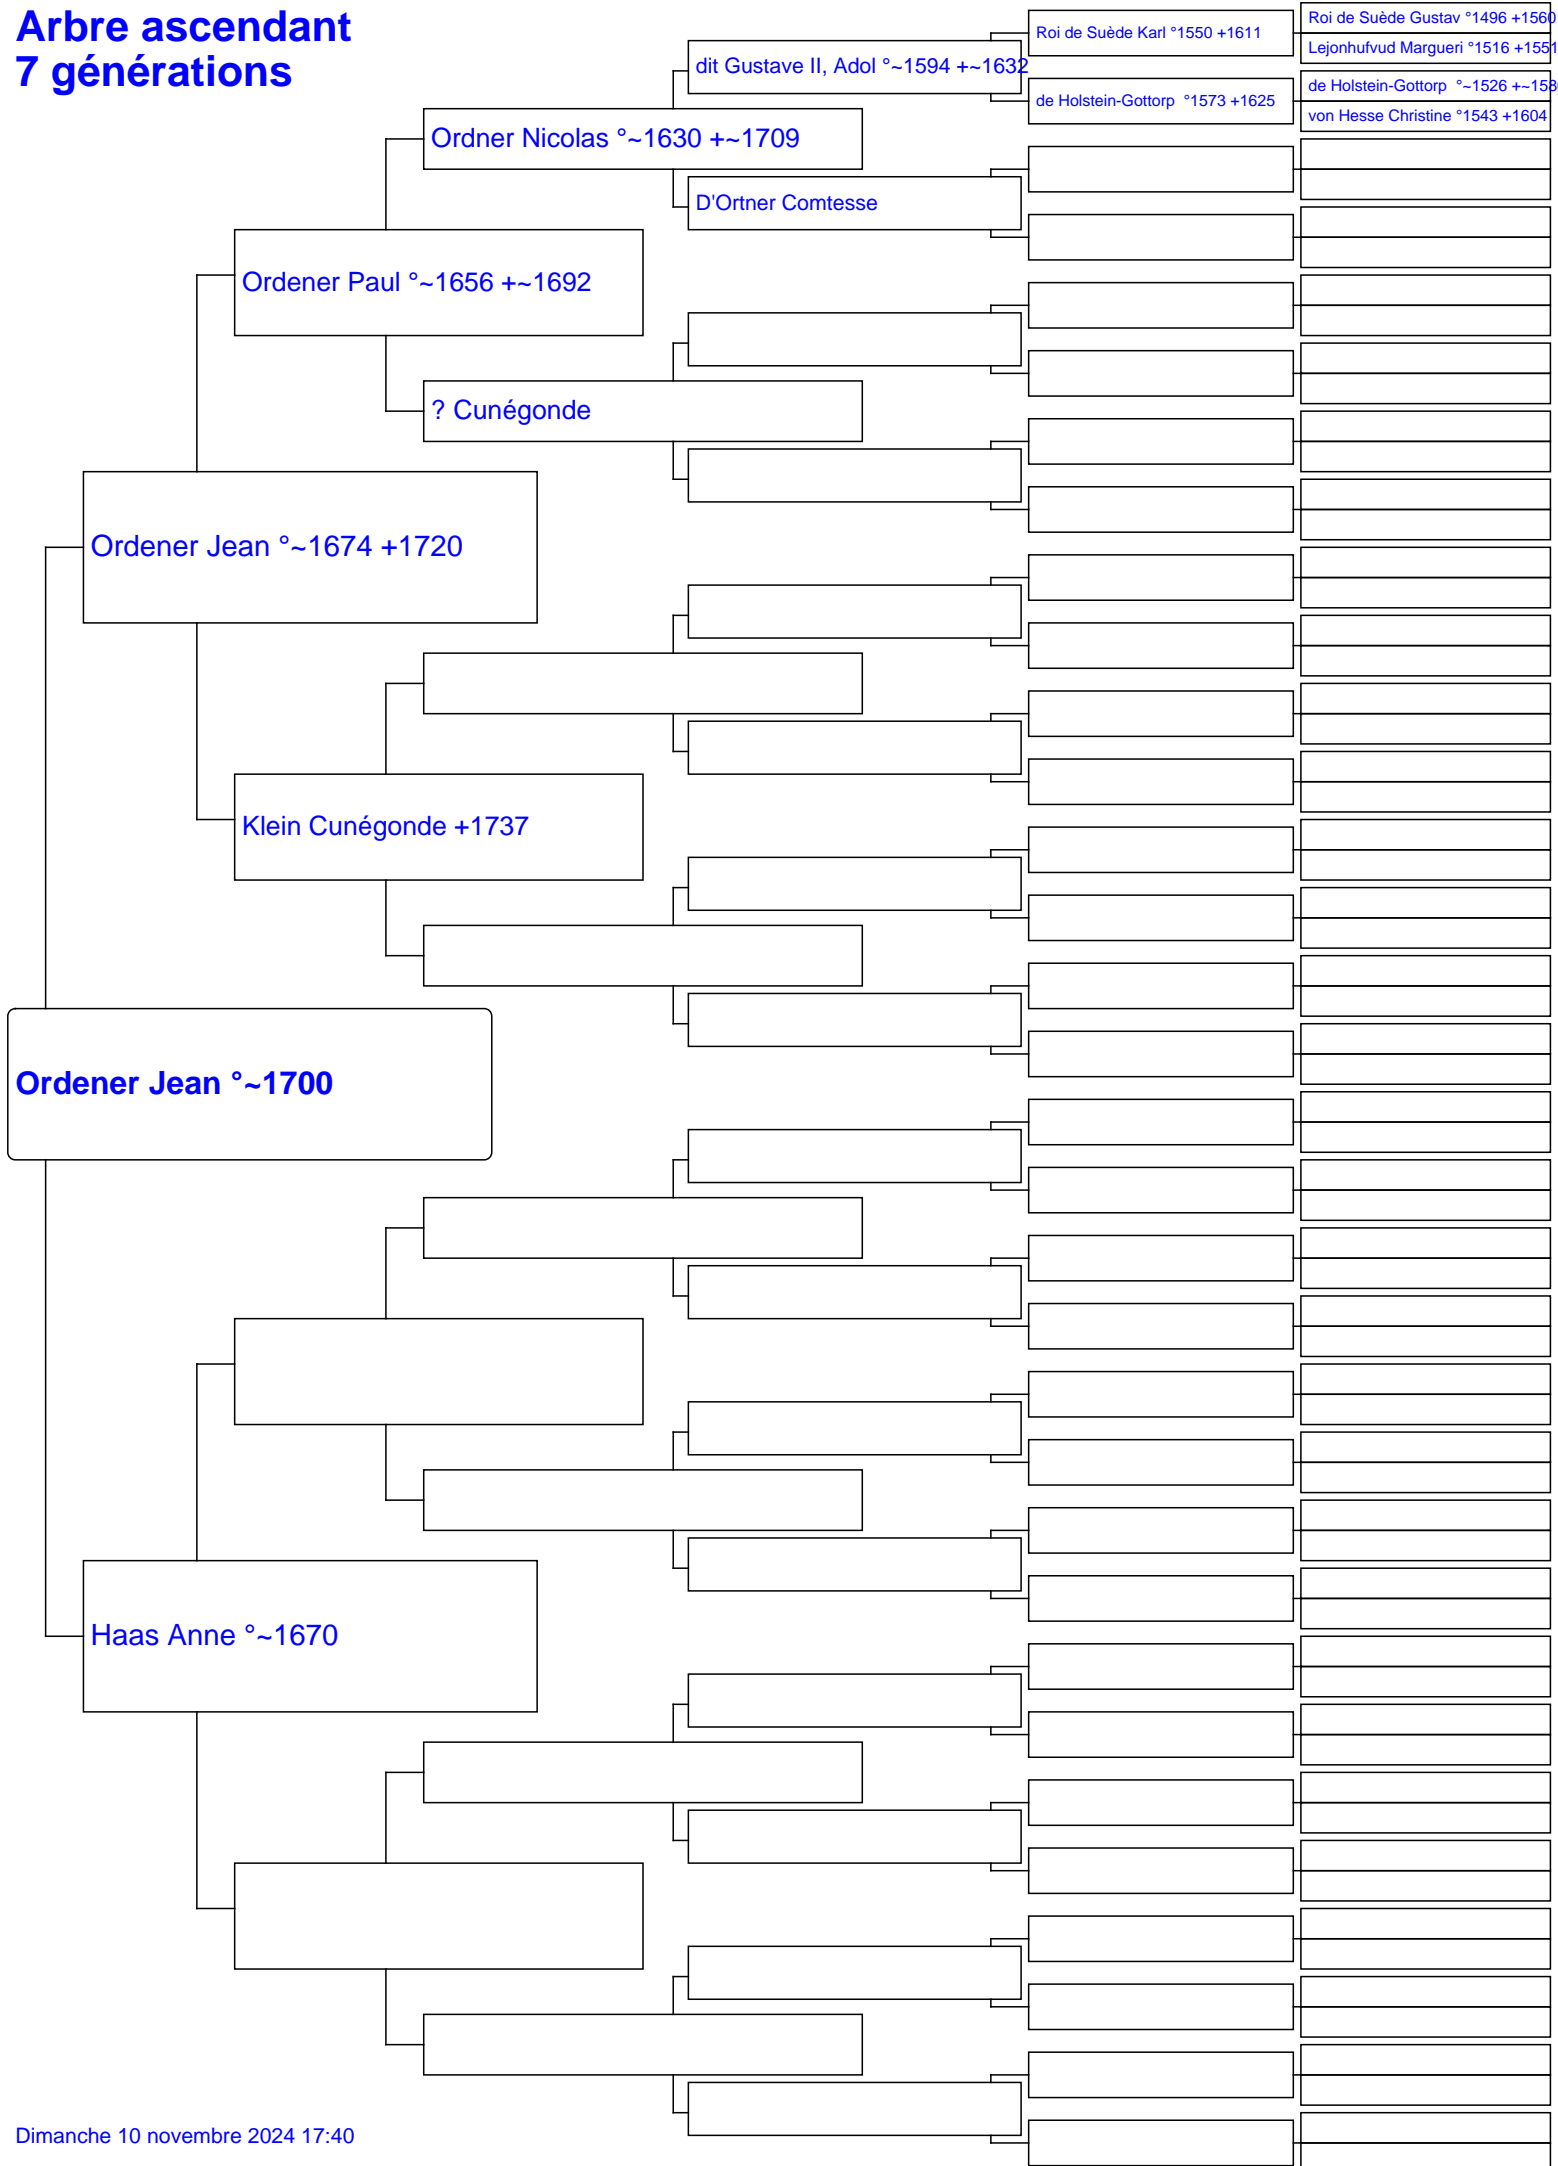 Arbre ascendant
7 générations
Roi de Suède Gustav °1496 +1560
Roi de Suède Karl °1550 +1611
Lejonhufvud Margueri °1516 +1551
dit Gustave II, Adol °~1594 +~1632
de Holstein-Gottorp °~1526 +~158
de Holstein-Gottorp °1573 +1625
von Hesse Christine °1543 +1604
Ordner Nicolas °~1630 +~1709
D'Ortner Comtesse
Ordener Paul °~1656 +~1692
? Cunégonde
Ordener Jean °~1674 +1720
Klein Cunégonde +1737
Ordener Jean °~1700
Haas Anne °~1670
Dimanche 10 novembre 2024 17:40